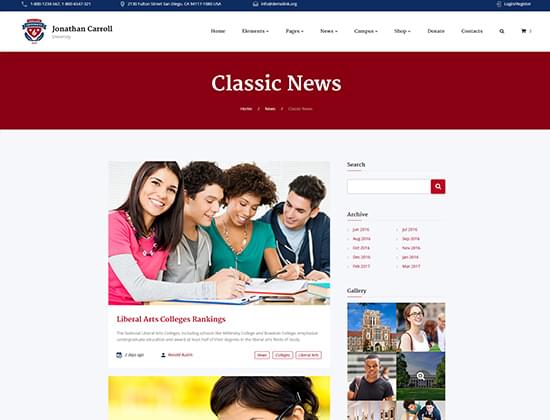 1-800-1234-567, 1-800-6547-321
2130 Fulton Street San Diego, CA 94117-1080 USA
info@demolink.org
Login/Register
Jonathan Carroll
University
Home Elements Pages News Campus Shop Donate Contacts
Classic News
Home / News / Classic News
Search
Archive
Jun 2016 Jul 2016
Aug 2016 Sep 2016
Oct 2016 Nov 2016
Dec 2016 Jan 2016
Feb 2017 Mar 2017
Gallery
Liberal Arts Colleges Rankings
The National Liberal Arts Colleges, including schools like Wellesley College and Bowdoin College, emphasize
undergraduate education and award at least half of their degrees in the liberal arts fields of study.
2 days ago Ronald Austin News Colleges Liberal Arts